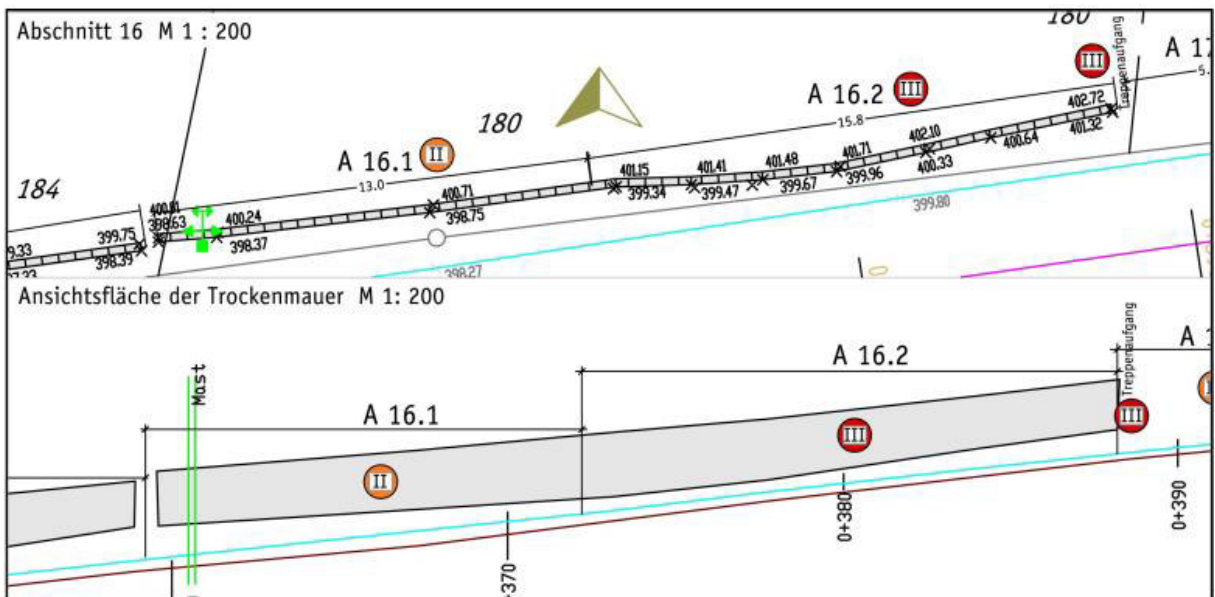 Abschnitt 16 M 1 : 200
180
III
Treppenaufgang
A 17
A 16.2
III
402.72
15.8
180
A 16.1
II
402.10
401.32
400.64
401.71
400.33
401.48
401.41
401.15
399.96
399.67
399.47
399.34
13.0
184
400.71
398.75
400.81
398.63
400.24
398.37
399.75
398.39
9.33
399.80
398.27
Ansichtsfläche der Trockenmauer M 1: 200
Treppenaufgang
A 16.2
Mast
A 16.1
III
III
II
0+380
0+390
+370